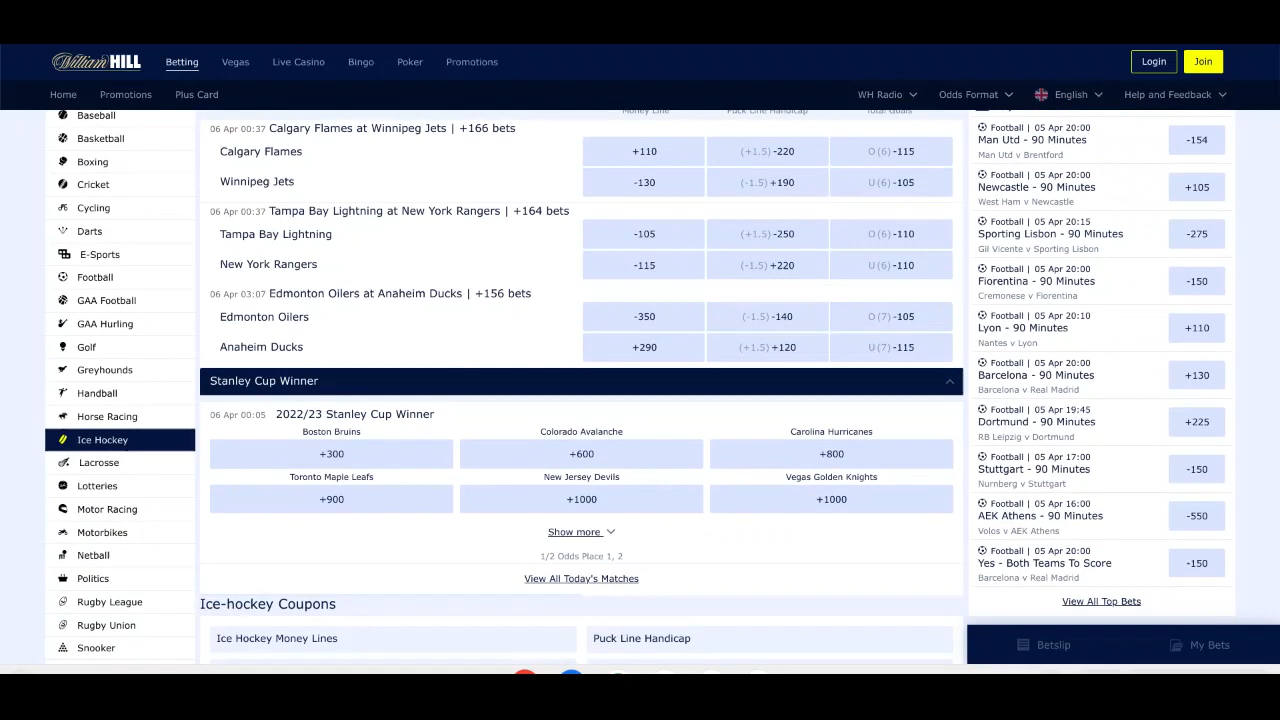 William HILL
Betting
Vegas
Live Casino
Bingo
Poker
Promotions
Login
Join
Home
Promotions
Plus Card
WH Radio
Odds Format
English
Help and Feedback
Baseball
Basketball
Boxing
Cricket
Cycling
Darts
E-Sports
Football
GAA Football
GAA Hurling
Golf
Greyhounds
Handball
Horse Racing
Ice Hockey
Lacrosse
Lotteries
Motor Racing
Motorbikes
Netball
Politics
Rugby League
Rugby Union
Snooker
Money Line Puck Line Handicap Total Goals
06 Apr 00:37 Calgary Flames at Winnipeg Jets | +166 bets
Calgary Flames +110 (+1.5) -220 O (6) -115
Winnipeg Jets -130 (-1.5) +190 U (6) -105
06 Apr 00:37 Tampa Bay Lightning at New York Rangers | +164 bets
Tampa Bay Lightning -105 (+1.5) -250 O (6) -110
New York Rangers -115 (-1.5) +220 U (6) -110
06 Apr 03:07 Edmonton Oilers at Anaheim Ducks | +156 bets
Edmonton Oilers -350 (-1.5) -140 O (7) -105
Anaheim Ducks +290 (+1.5) +120 U (7) -115
Stanley Cup Winner
06 Apr 00:05 2022/23 Stanley Cup Winner
Boston Bruins Colorado Avalanche Carolina Hurricanes
+300 +600 +800
Toronto Maple Leafs New Jersey Devils Vegas Golden Knights
+900 +1000 +1000
Show more
1/2 Odds Place 1, 2
View All Today's Matches
Ice-hockey Coupons
Ice Hockey Money Lines Puck Line Handicap
Football | 05 Apr 20:00
Man Utd - 90 Minutes -154
Man Utd v Brentford
Football | 05 Apr 20:00
Newcastle - 90 Minutes +105
West Ham v Newcastle
Football | 05 Apr 20:15
Sporting Lisbon - 90 Minutes -275
Gil Vicente v Sporting Lisbon
Football | 05 Apr 20:00
Fiorentina - 90 Minutes -150
Cremonese v Fiorentina
Football | 05 Apr 20:10
Lyon - 90 Minutes +110
Nantes v Lyon
Football | 05 Apr 20:00
Barcelona - 90 Minutes +130
Barcelona v Real Madrid
Football | 05 Apr 19:45
Dortmund - 90 Minutes +225
RB Leipzig v Dortmund
Football | 05 Apr 17:00
Stuttgart - 90 Minutes -150
Nurnberg v Stuttgart
Football | 05 Apr 16:00
AEK Athens - 90 Minutes -550
Volos v AEK Athens
Football | 05 Apr 20:00
Yes - Both Teams To Score -150
Barcelona v Real Madrid
View All Top Bets
Betslip
My Bets